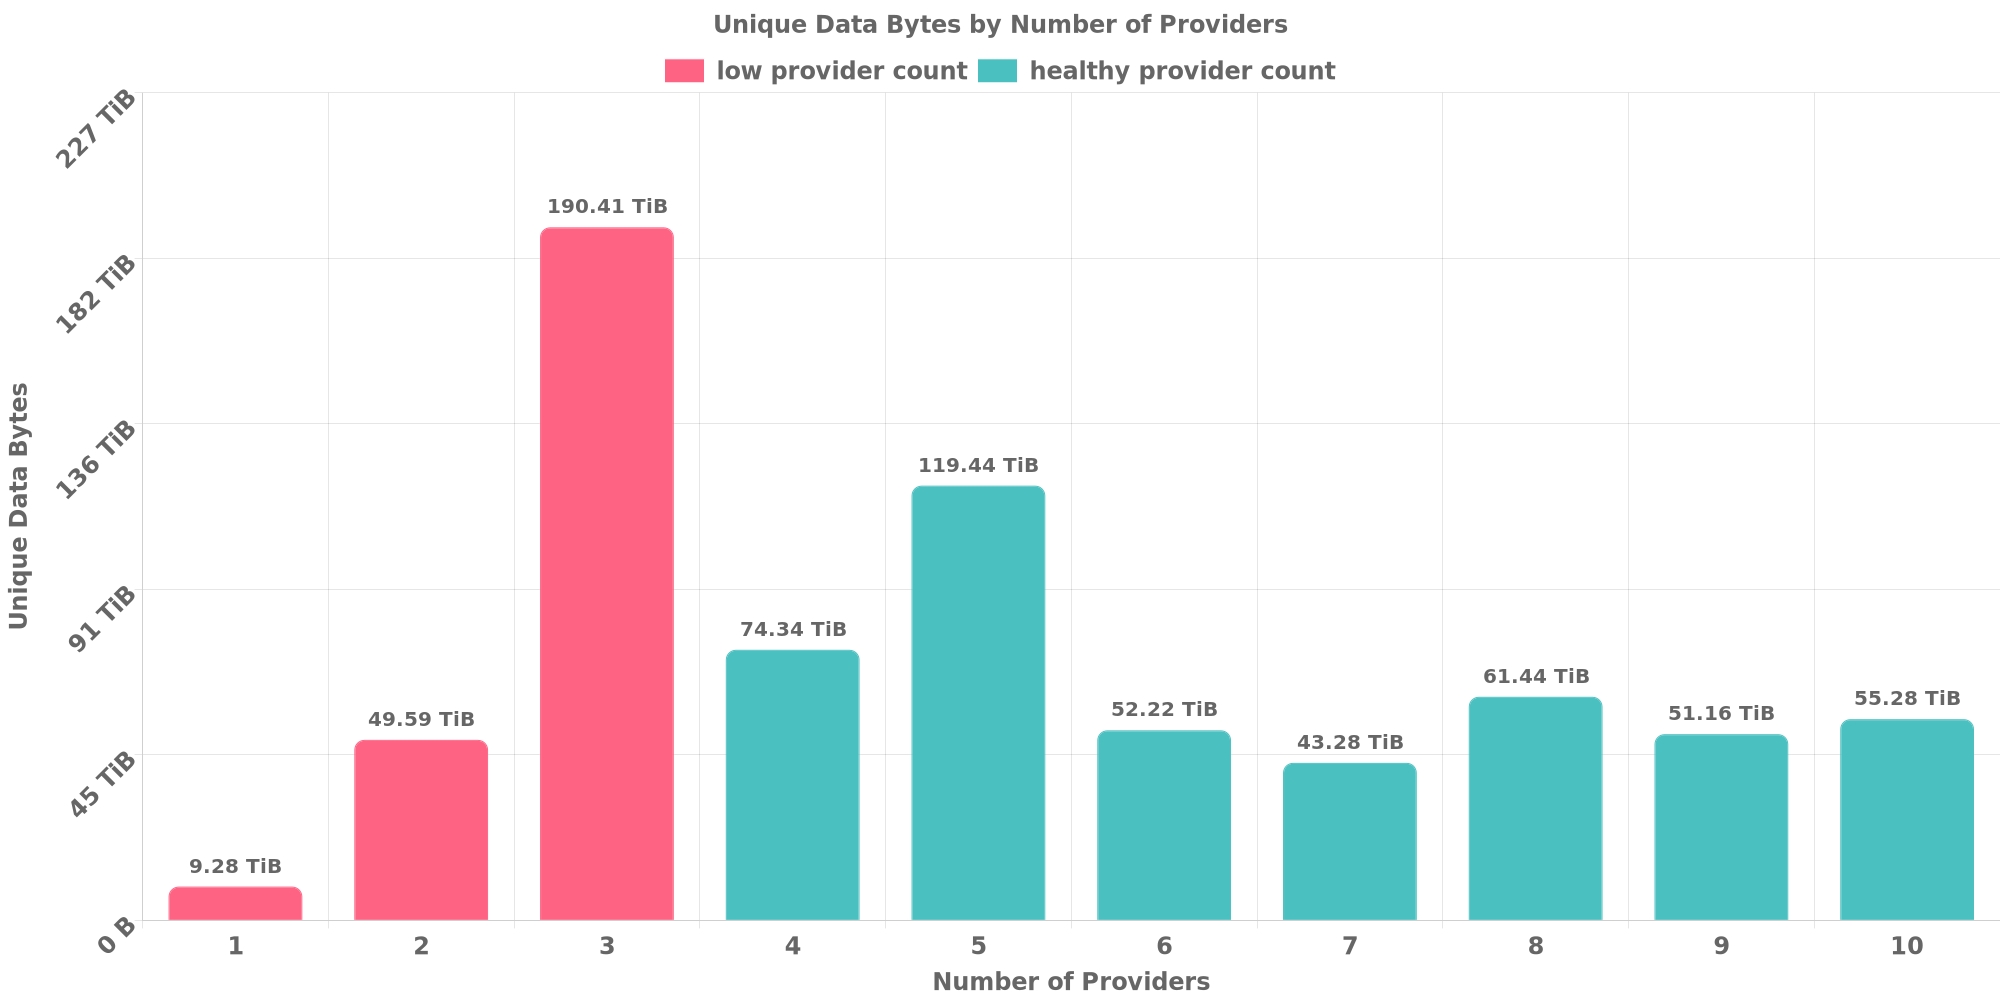 Unique Data Bytes by Number of Providers
low provider count healthy provider count
227 TiB
182 TiB
136 TiB
91 TiB
45 TiB
0 B
Unique Data Bytes
9.28 TiB
49.59 TiB
190.41 TiB
74.34 TiB
119.44 TiB
52.22 TiB
43.28 TiB
61.44 TiB
51.16 TiB
55.28 TiB
1 2 3 4 5 6 7 8 9 10
Number of Providers